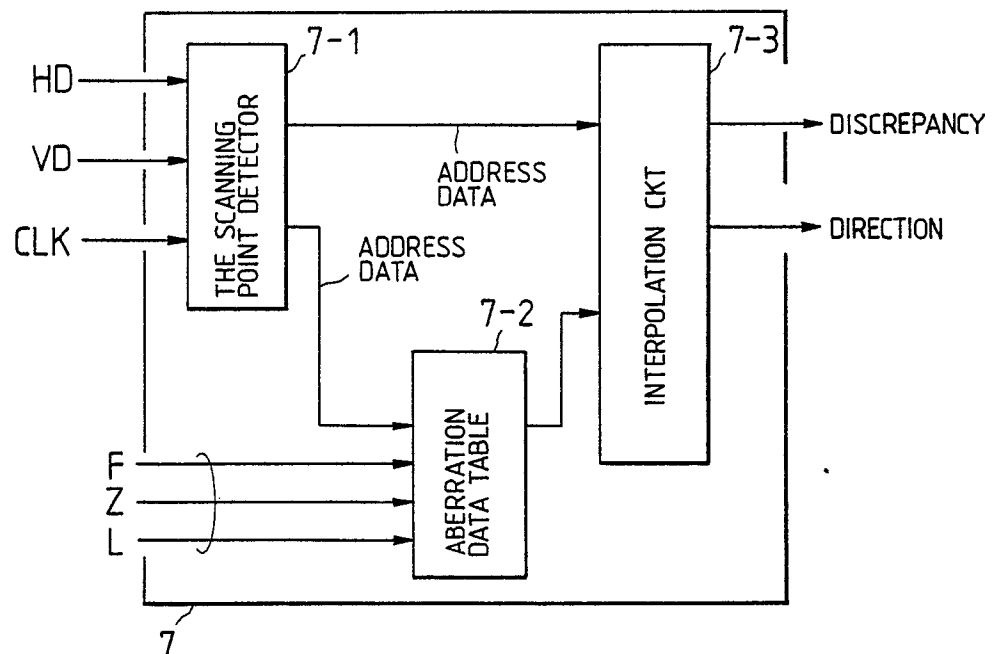 7-1
7-3
HD
VD
CLK
THE SCANNING
POINT DETECTOR
ADDRESS
DATA
ADDRESS
DATA
INTERPOLATION CKT
DISCREPANCY
DIRECTION
7-2
ABERRATION
DATA TABLE
F
Z
L
7